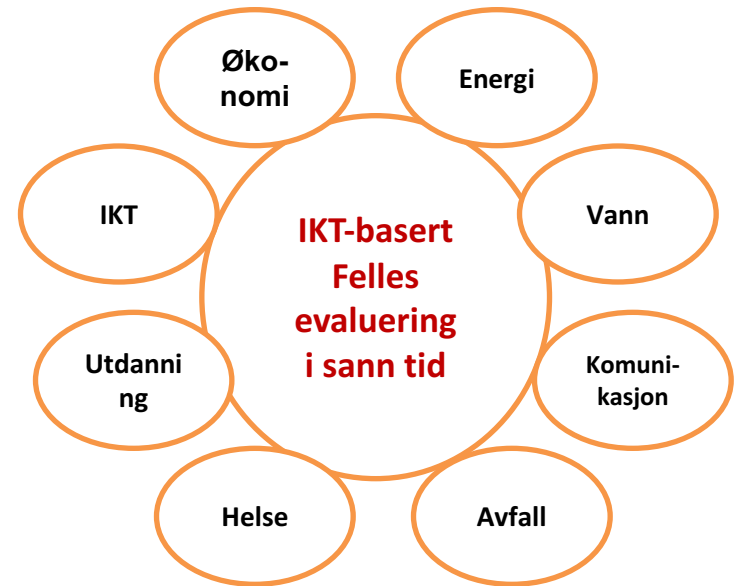 Øko-
nomi
Energi
IKT
Vann
IKT-basert
Felles
evaluering
i sann tid
Utdanni
ng
Komuni-
kasjon
Helse
Avfall